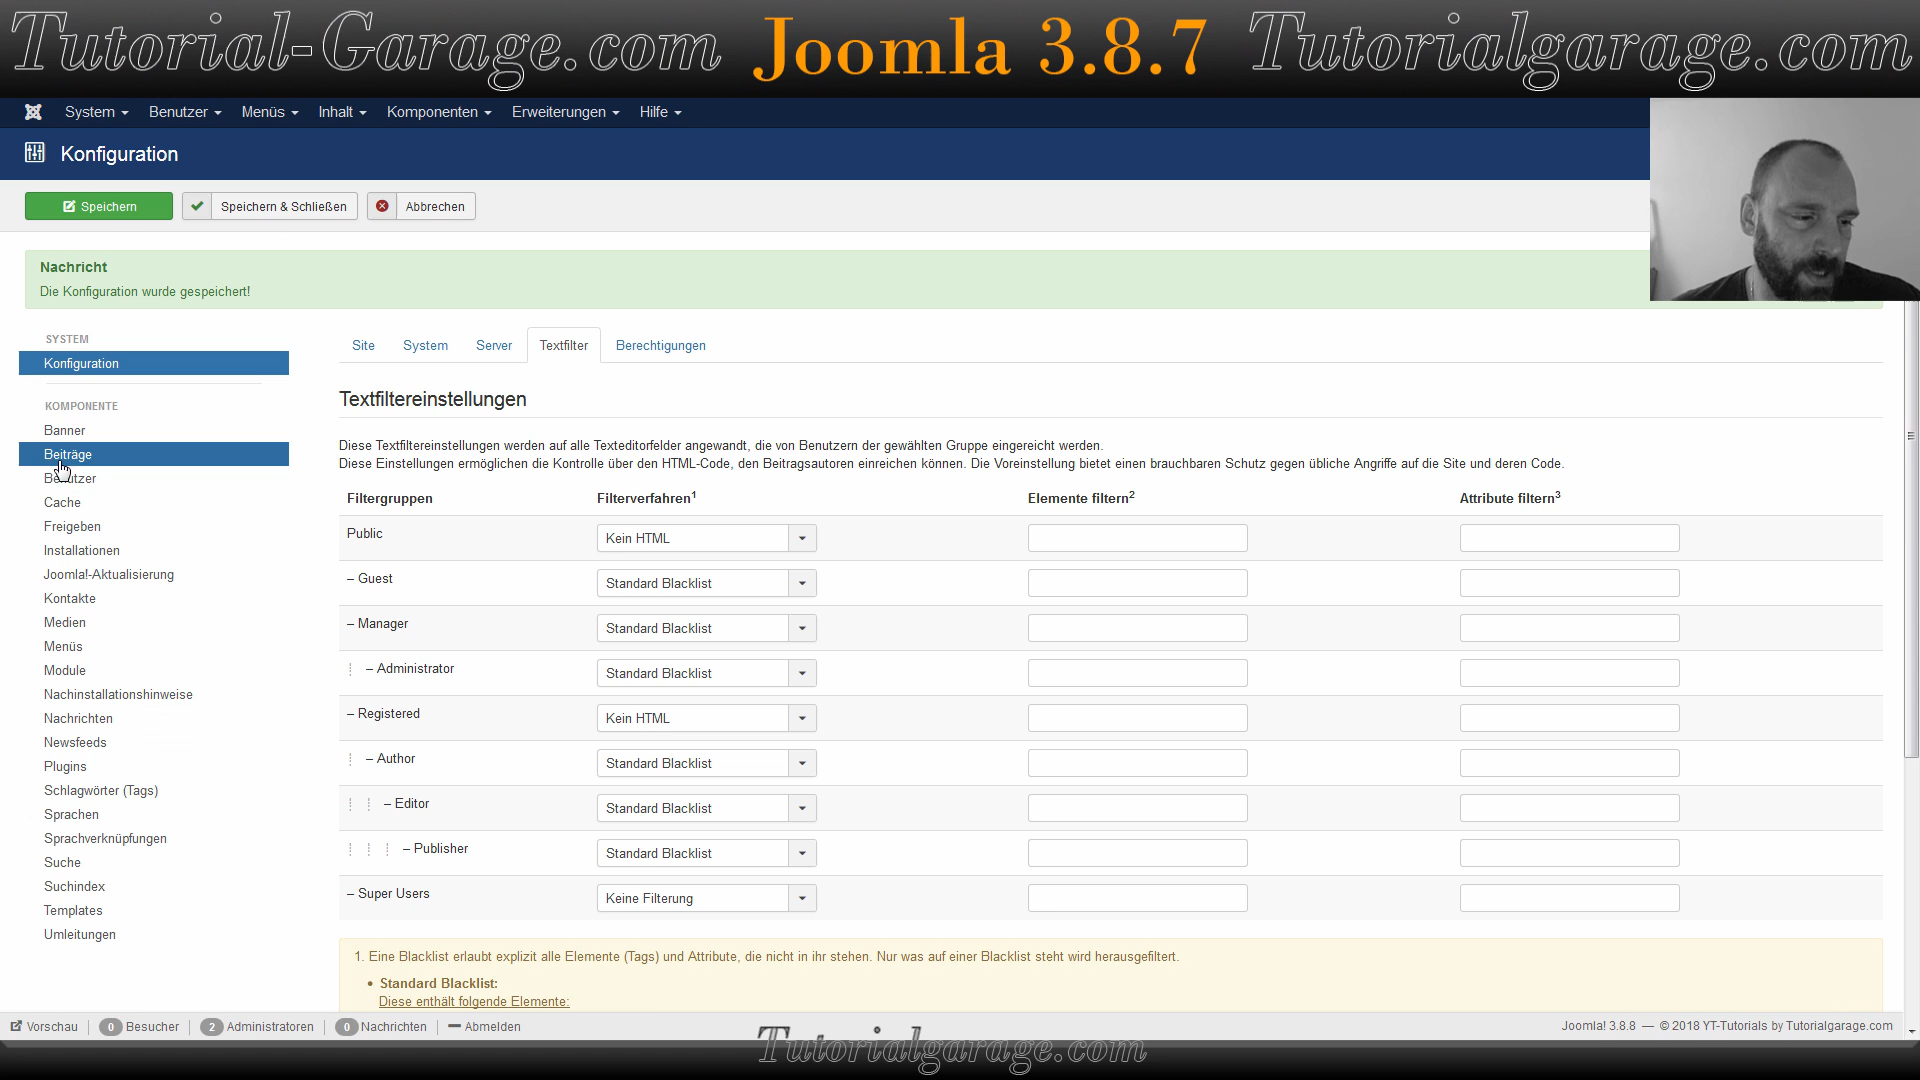 Tutorial-Garage.com Joomla 3.8.7 Tutorialgarage.com
System Benutzer Menüs Inhalt Komponenten Erweiterungen Hilfe
Konfiguration
Speichern Speichern & Schließen Abbrechen
Nachricht
Die Konfiguration wurde gespeichert!
SYSTEM
Konfiguration
KOMPONENTE
Banner
Beiträge
Benutzer
Cache
Freigeben
Installationen
Joomla!-Aktualisierung
Kontakte
Medien
Menüs
Module
Nachinstallationshinweise
Nachrichten
Newsfeeds
Plugins
Schlagwörter (Tags)
Sprachen
Sprachverknüpfungen
Suche
Suchindex
Templates
Umleitungen
Site System Server Textfilter Berechtigungen
Textfiltereinstellungen
Diese Textfiltereinstellungen werden auf alle Texteditorfelder angewandt, die von Benutzern der gewählten Gruppe eingereicht werden.
Diese Einstellungen ermöglichen die Kontrolle über den HTML-Code, den Beitragsautoren einreichen können. Die Voreinstellung bietet einen brauchbaren Schutz gegen übliche Angriffe auf die Site und deren Code.
Filtergruppen Filterverfahren1 Elemente filtern2 Attribute filtern3
Public Kein HTML
– Guest Standard Blacklist
– Manager Standard Blacklist
– Administrator Standard Blacklist
– Registered Kein HTML
– Author Standard Blacklist
– Editor Standard Blacklist
– Publisher Standard Blacklist
– Super Users Keine Filterung
1. Eine Blacklist erlaubt explizit alle Elemente (Tags) und Attribute, die nicht in ihr stehen. Nur was auf einer Blacklist steht wird herausgefiltert.
• Standard Blacklist:
Diese enthält folgende Elemente:
Vorschau 0 Besucher 2 Administratoren 0 Nachrichten Abmelden Joomla! 3.8.8 — © 2018 YT-Tutorials by Tutorialgarage.com
Tutorialgarage.com